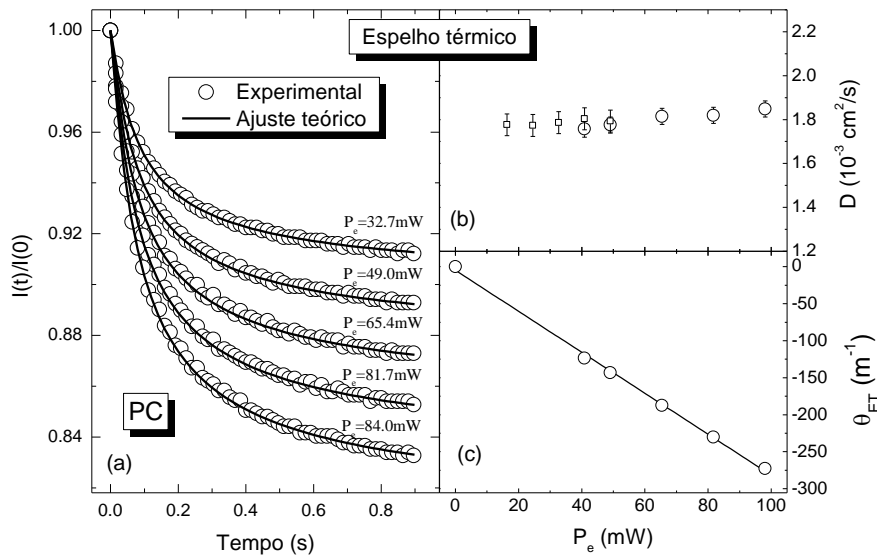 Espelho térmico
Experimental
Ajuste teórico
1.00
0.96
0.92
0.88
0.84
I(t)/I(0)
P_e=32.7mW
P_e=49.0mW
P_e=65.4mW
P_e=81.7mW
P_e=84.0mW
PC
(a)
0.0 0.2 0.4 0.6 0.8
Tempo (s)
2.2
2.0
1.8
1.6
1.4
1.2
D (10⁻³ cm²/s)
(b)
0
-50
-100
-150
-200
-250
-300
θ_ET (m⁻¹)
(c)
0 20 40 60 80 100
P_e (mW)